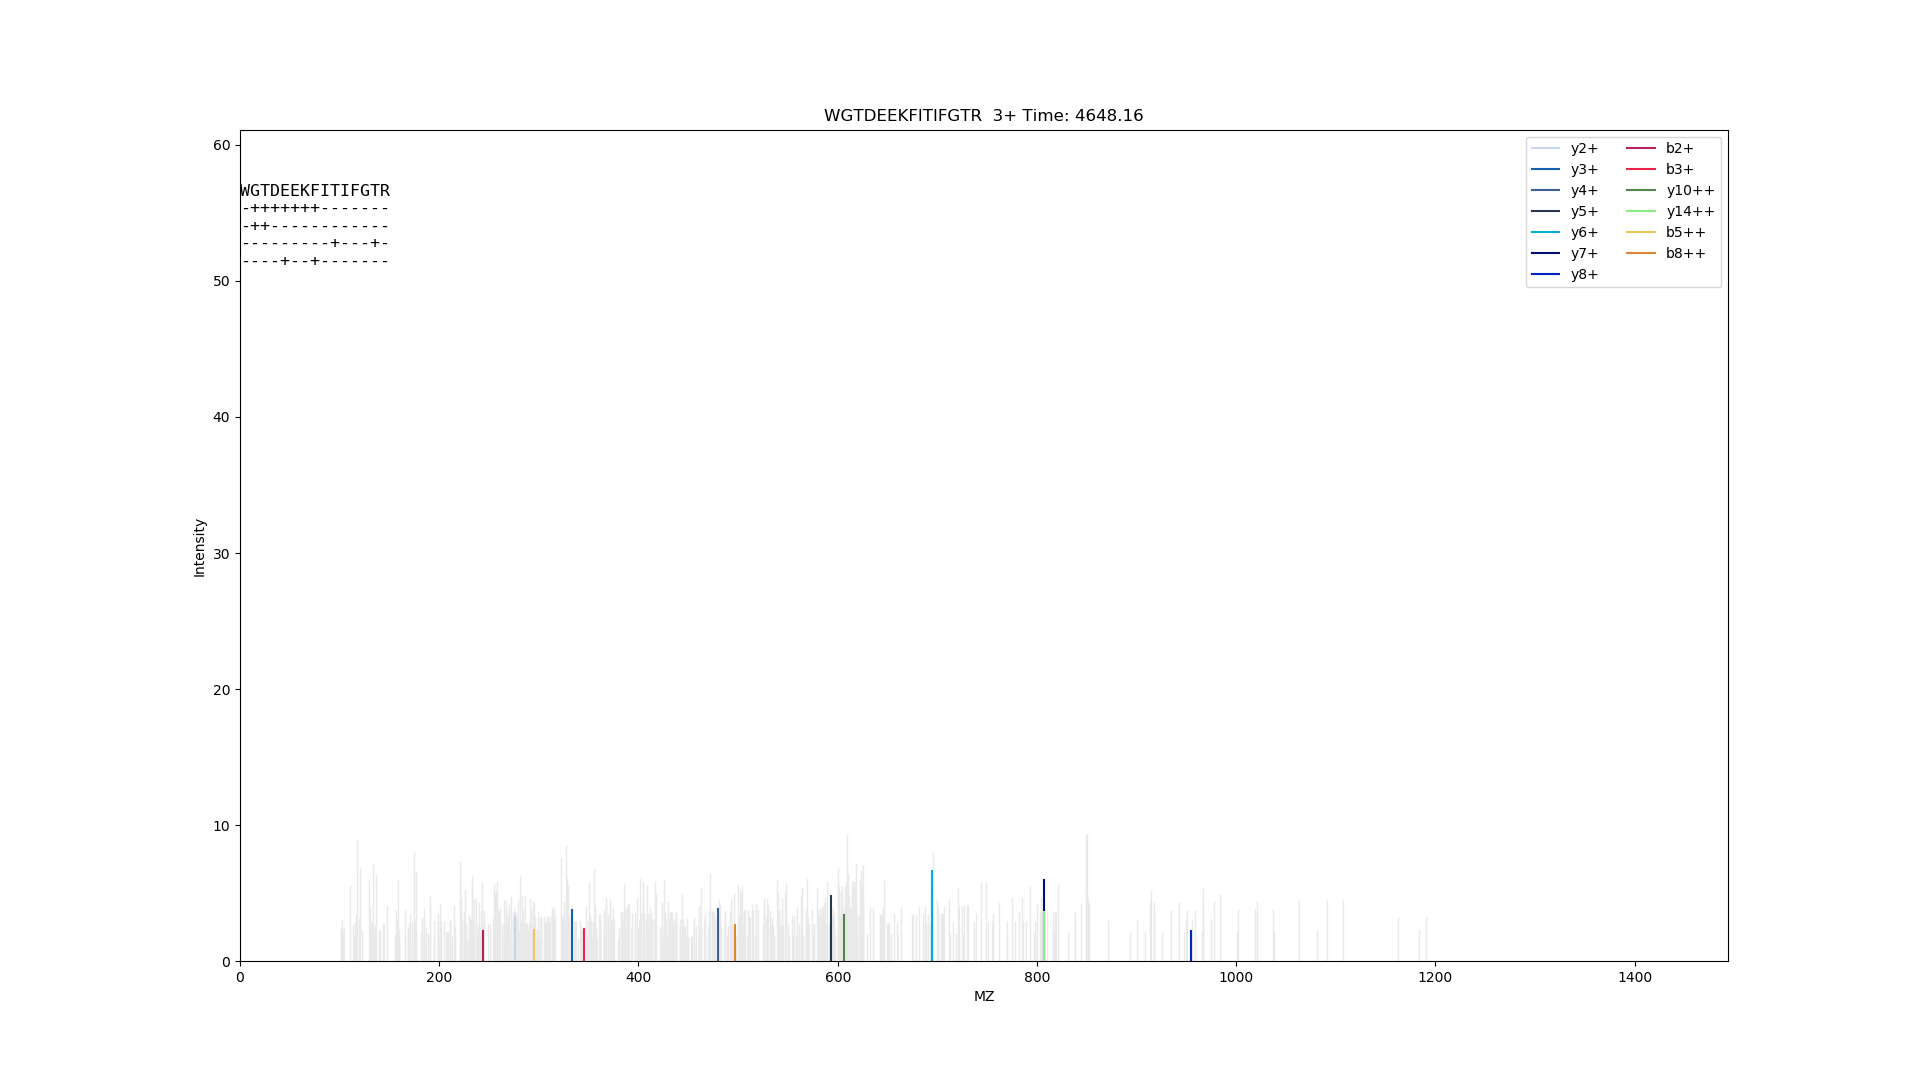 WGTDEEKFITIFGTR  3+ Time: 4648.16
60
50
40
30
20
10
0
Intensity
WGTDEEKFITIFGTR
-+++++++-------
-++------------
---------+---+-
----+--+-------
y2+
y3+
y4+
y5+
y6+
y7+
y8+
b2+
b3+
y10++
y14++
b5++
b8++
0 200 400 600 800 1000 1200 1400
MZ